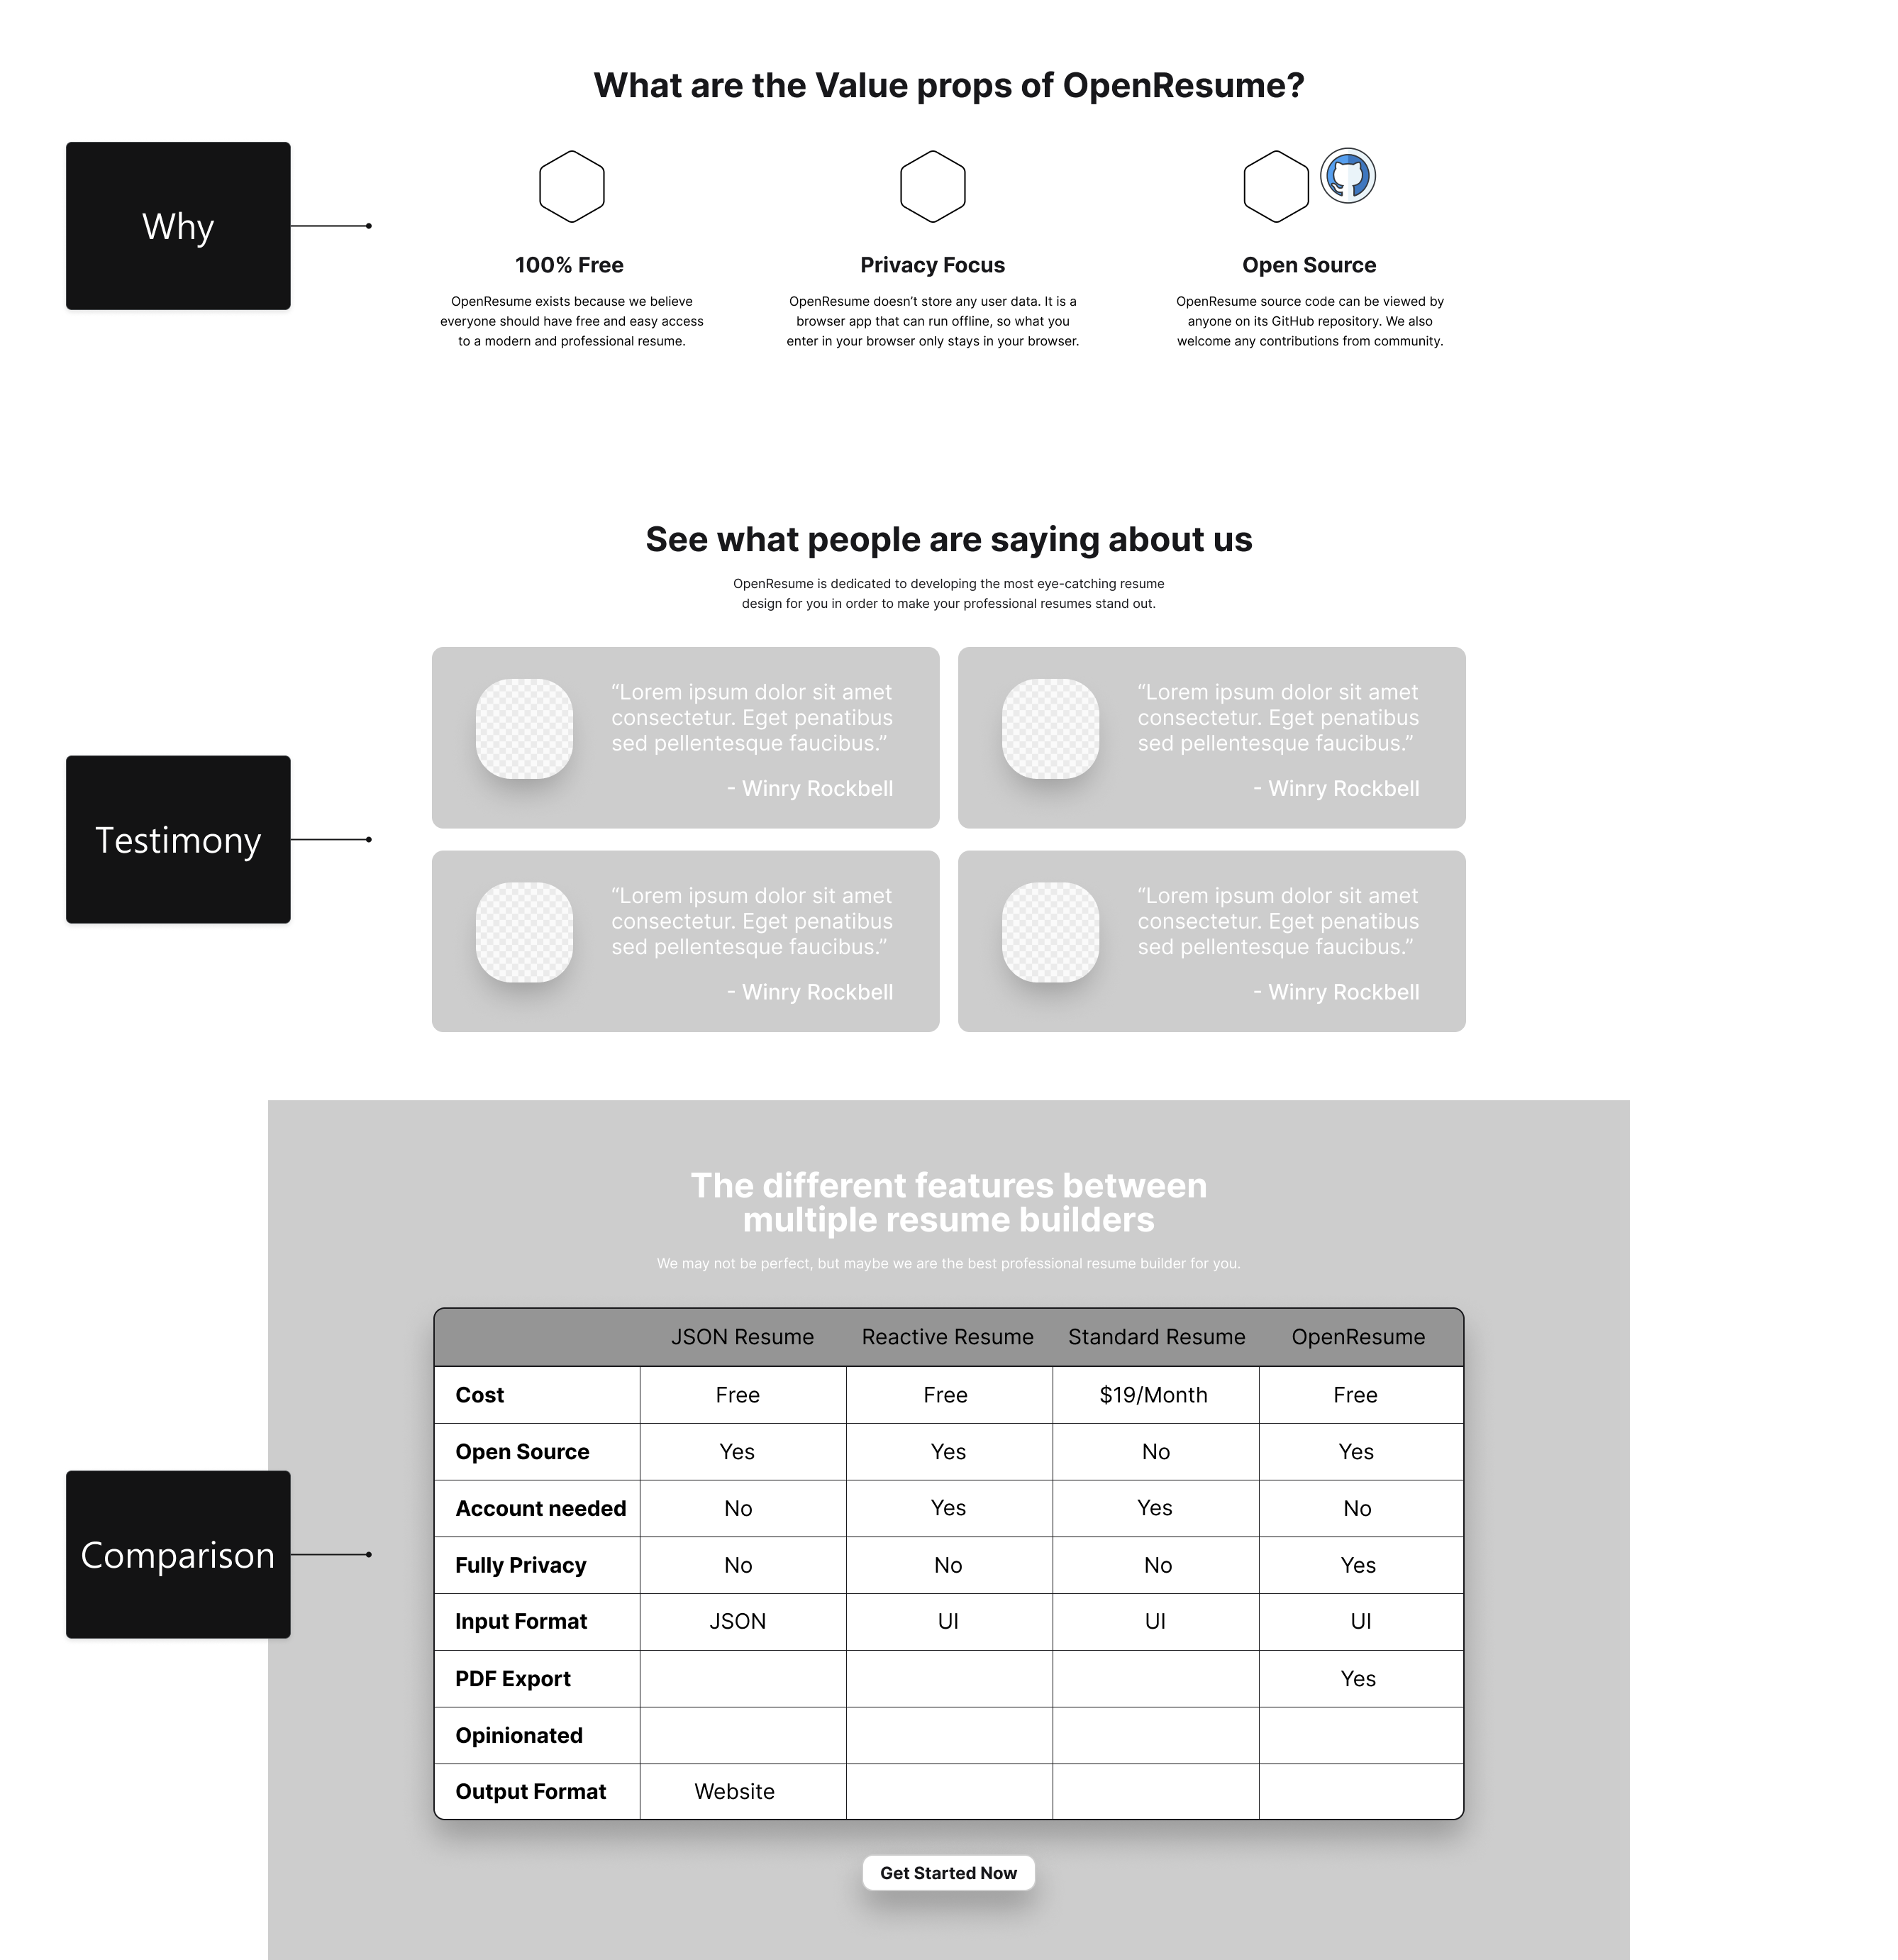 What are the Value props of OpenResume?
Why
100% Free
OpenResume exists because we believe
everyone should have free and easy access
to a modern and professional resume.
Privacy Focus
OpenResume doesn’t store any user data. It is a
browser app that can run offline, so what you
enter in your browser only stays in your browser.
Open Source
OpenResume source code can be viewed by
anyone on its GitHub repository. We also
welcome any contributions from community.
See what people are saying about us
OpenResume is dedicated to developing the most eye-catching resume
design for you in order to make your professional resumes stand out.
Testimony
“Lorem ipsum dolor sit amet
consectetur. Eget penatibus
sed pellentesque faucibus.”
- Winry Rockbell
“Lorem ipsum dolor sit amet
consectetur. Eget penatibus
sed pellentesque faucibus.”
- Winry Rockbell
“Lorem ipsum dolor sit amet
consectetur. Eget penatibus
sed pellentesque faucibus.”
- Winry Rockbell
“Lorem ipsum dolor sit amet
consectetur. Eget penatibus
sed pellentesque faucibus.”
- Winry Rockbell
The different features between
multiple resume builders
We may not be perfect, but maybe we are the best professional resume builder for you.
Comparison
JSON Resume Reactive Resume Standard Resume OpenResume
Cost Free Free $19/Month Free
Open Source Yes Yes No Yes
Account needed No Yes Yes No
Fully Privacy No No No Yes
Input Format JSON UI UI UI
PDF Export Yes
Opinionated
Output Format Website
Get Started Now